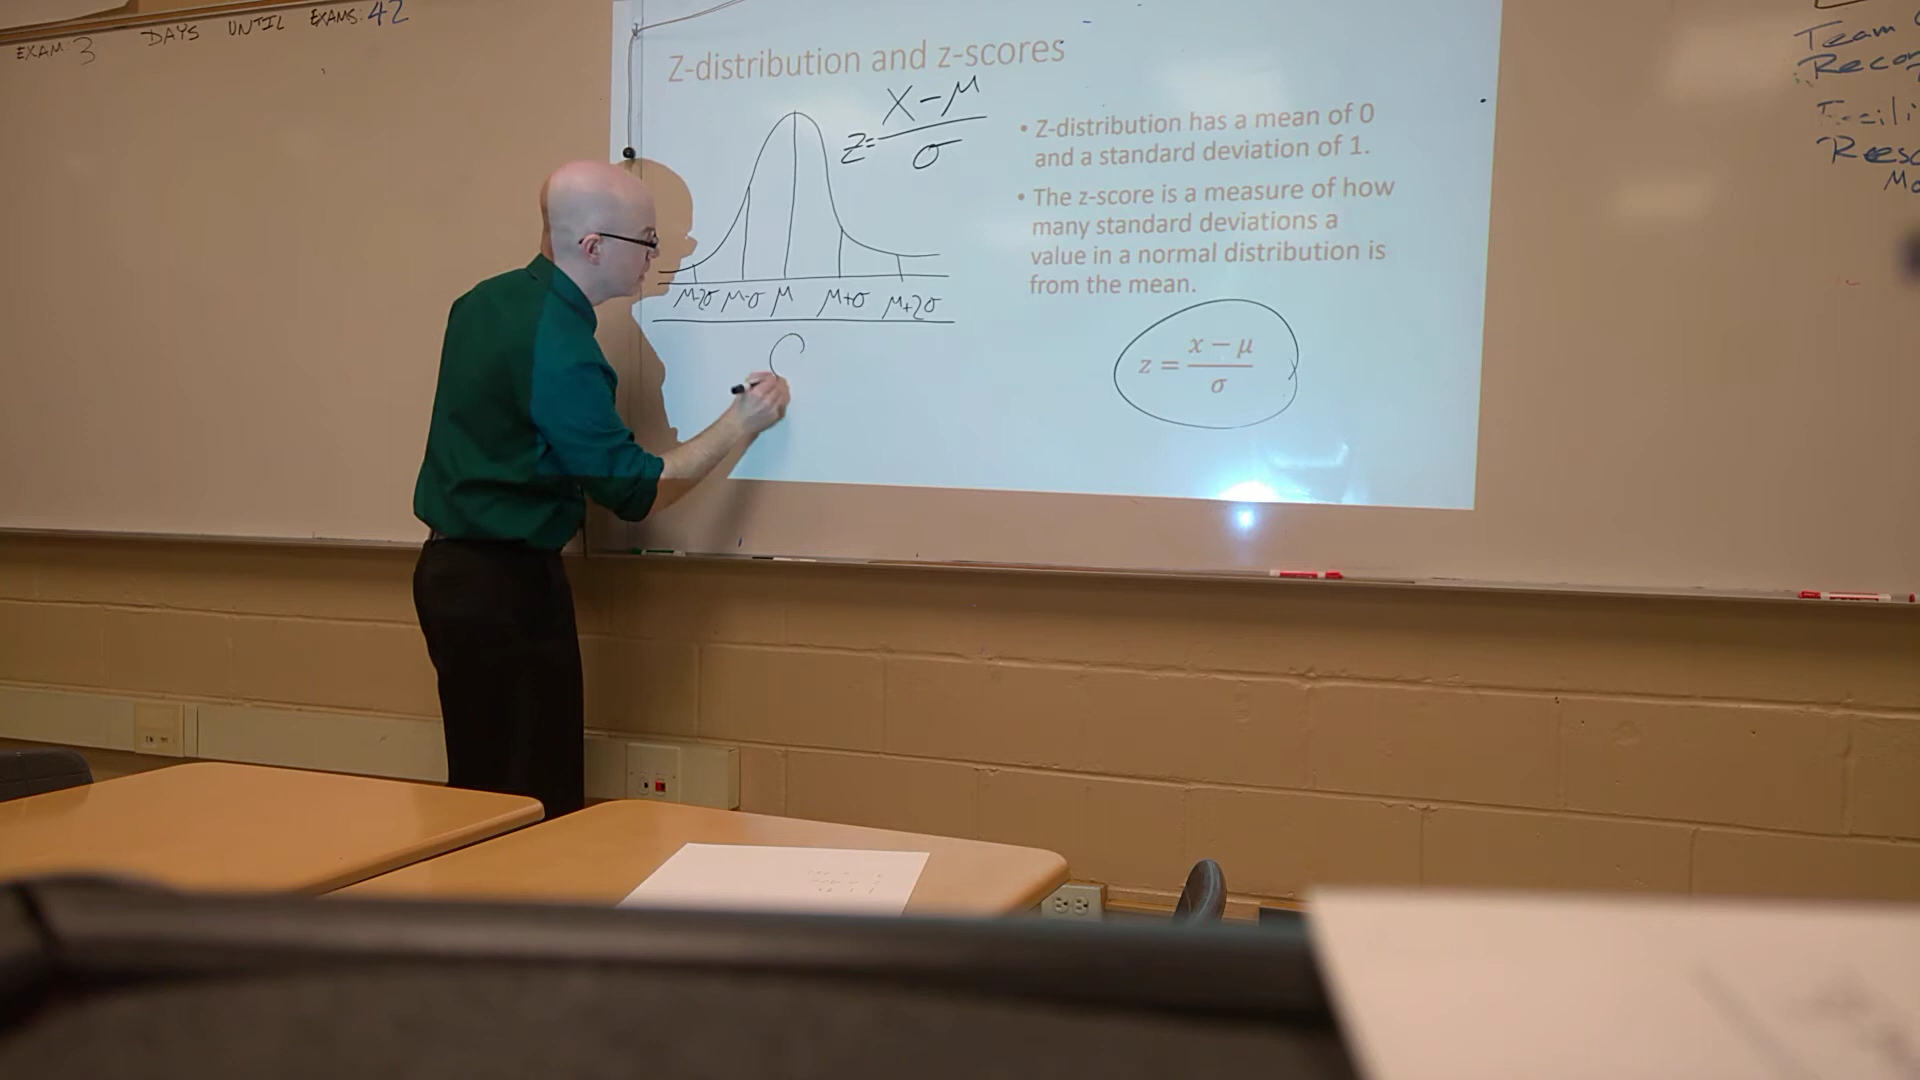 EXAM: 3 DAYS UNTIL EXAMS: 42
Z-distribution and z-scores
z = X - μ / σ
• Z-distribution has a mean of 0
and a standard deviation of 1.
• The z-score is a measure of how
many standard deviations a
value in a normal distribution is
from the mean.
μ-2σ μ-σ μ μ+σ μ+2σ
z = x − μ / σ
Team